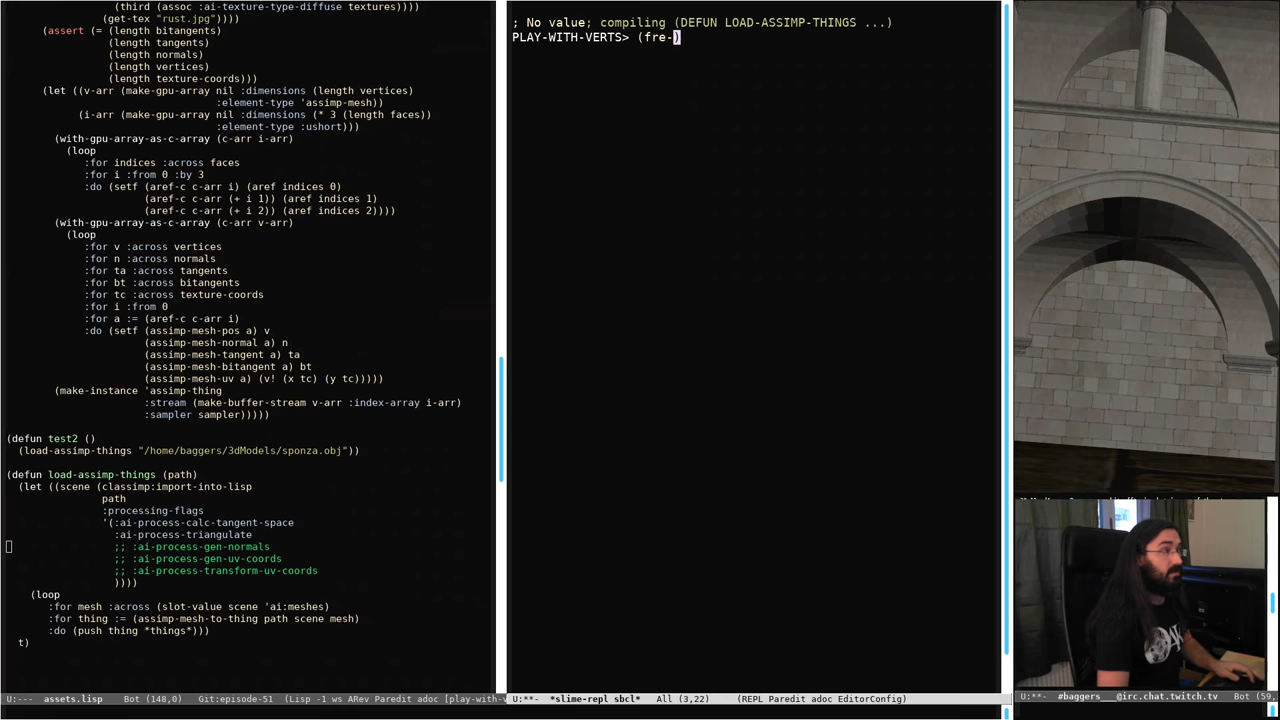 (third (assoc :ai-texture-type-diffuse textures))))
(get-tex "rust.jpg"))))
(assert (= (length bitangents)
(length tangents)
(length normals)
(length vertices)
(length texture-coords)))
(let ((v-arr (make-gpu-array nil :dimensions (length vertices)
:element-type 'assimp-mesh))
(i-arr (make-gpu-array nil :dimensions (* 3 (length faces))
:element-type :ushort)))
(with-gpu-array-as-c-array (c-arr i-arr)
(loop
:for indices :across faces
:for i :from 0 :by 3
:do (setf (aref-c c-arr i) (aref indices 0)
(aref-c c-arr (+ i 1)) (aref indices 1)
(aref-c c-arr (+ i 2)) (aref indices 2))))
(with-gpu-array-as-c-array (c-arr v-arr)
(loop
:for v :across vertices
:for n :across normals
:for ta :across tangents
:for bt :across bitangents
:for tc :across texture-coords
:for i :from 0
:for a := (aref-c c-arr i)
:do (setf (assimp-mesh-pos a) v
(assimp-mesh-normal a) n
(assimp-mesh-tangent a) ta
(assimp-mesh-bitangent a) bt
(assimp-mesh-uv a) (v! (x tc) (y tc)))))
(make-instance 'assimp-thing
:stream (make-buffer-stream v-arr :index-array i-arr)
:sampler sampler)))))
(defun test2 ()
(load-assimp-things "/home/baggers/3dModels/sponza.obj"))
(defun load-assimp-things (path)
(let ((scene (classimp:import-into-lisp
path
:processing-flags
'(:ai-process-calc-tangent-space
:ai-process-triangulate
;; :ai-process-gen-normals
;; :ai-process-gen-uv-coords
;; :ai-process-transform-uv-coords
))))
(loop
:for mesh :across (slot-value scene 'ai:meshes)
:for thing := (assimp-mesh-to-thing path scene mesh)
:do (push thing *things*)))
t)
U:--- assets.lisp Bot (148,0) Git:episode-51 (Lisp -1 ws ARev Paredit adoc [play-with-v
; No value; compiling (DEFUN LOAD-ASSIMP-THINGS ...)
PLAY-WITH-VERTS> (fre-)
U:**- *slime-repl sbcl* All (3,22) (REPL Paredit adoc EditorConfig)
U:**- #baggers__ @irc.chat.twitch.tv Bot (59,